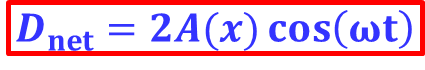 D_net = 2A(x) cos(ωt)